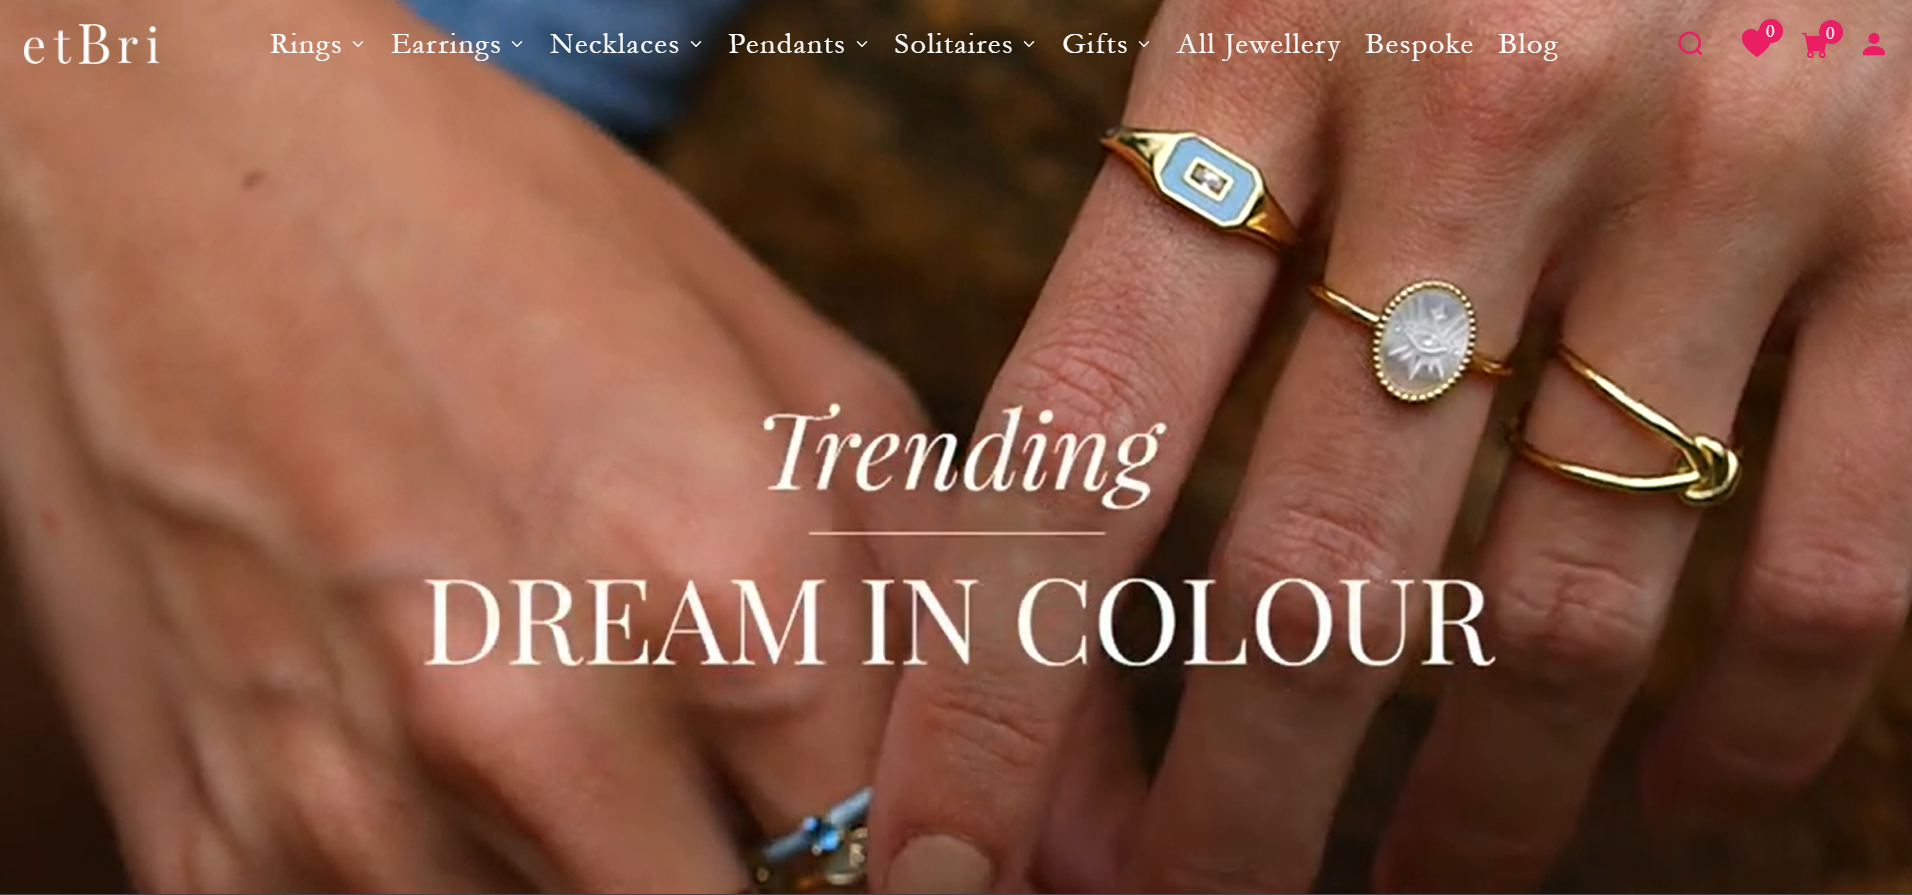 etBri Rings Earrings Necklaces Pendants Solitaires Gifts All Jewellery Bespoke Blog 0 0
Trending
DREAM IN COLOUR